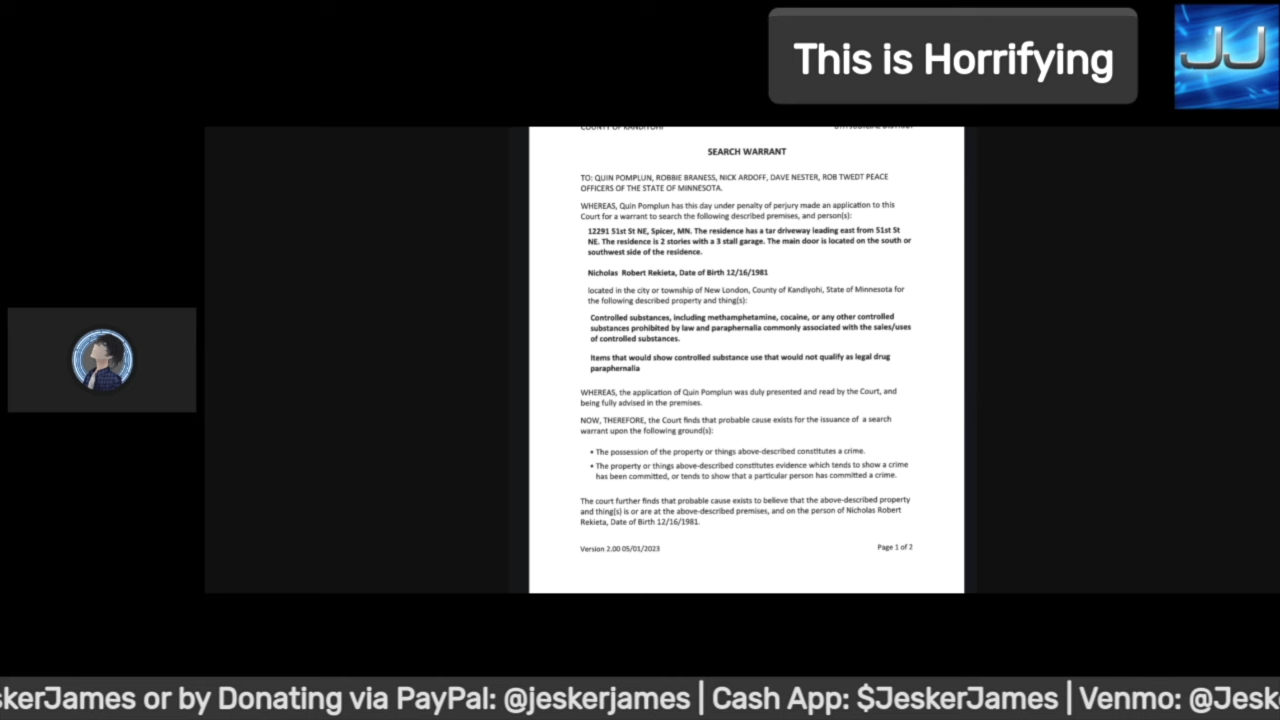 This is Horrifying
JJ
COUNTY OF KANDIYOHI
SEARCH WARRANT
TO: QUIN POMPLUN, ROBBIE BRANESS, NICK ARDOFF, DAVE NESTER, ROB TWEDT PEACE
OFFICERS OF THE STATE OF MINNESOTA.
WHEREAS, Quin Pomplun has this day under penalty of perjury made an application to this
Court for a warrant to search the following described premises, and person(s):
12291 51st St NE, Spicer, MN. The residence has a tar driveway leading east from 51st St
NE. The residence is 2 stories with a 3 stall garage. The main door is located on the south or
southwest side of the residence.
Nicholas Robert Rekieta, Date of Birth 12/16/1981
located in the city or township of New London, County of Kandiyohi, State of Minnesota for
the following described property and thing(s):
Controlled substances, including methamphetamine, cocaine, or any other controlled
substances prohibited by law and paraphernalia commonly associated with the sales/uses
of controlled substances.
Items that would show controlled substance use that would not qualify as legal drug
paraphernalia
WHEREAS, the application of Quin Pomplun was duly presented and read by the Court, and
being fully advised in the premises.
NOW, THEREFORE, the Court finds that probable cause exists for the issuance of a search
warrant upon the following ground(s):
• The possession of the property or things above-described constitutes a crime.
• The property or things above-described constitutes evidence which tends to show a crime
has been committed, or tends to show that a particular person has committed a crime.
The court further finds that probable cause exists to believe that the above-described property
and thing(s) is or are at the above-described premises, and on the person of Nicholas Robert
Rekieta, Date of Birth 12/16/1981.
Version 2.00 05/01/2023 Page 1 of 2
skerJames or by Donating via PayPal: @jeskerjames | Cash App: $JeskerJames | Venmo: @Jesk